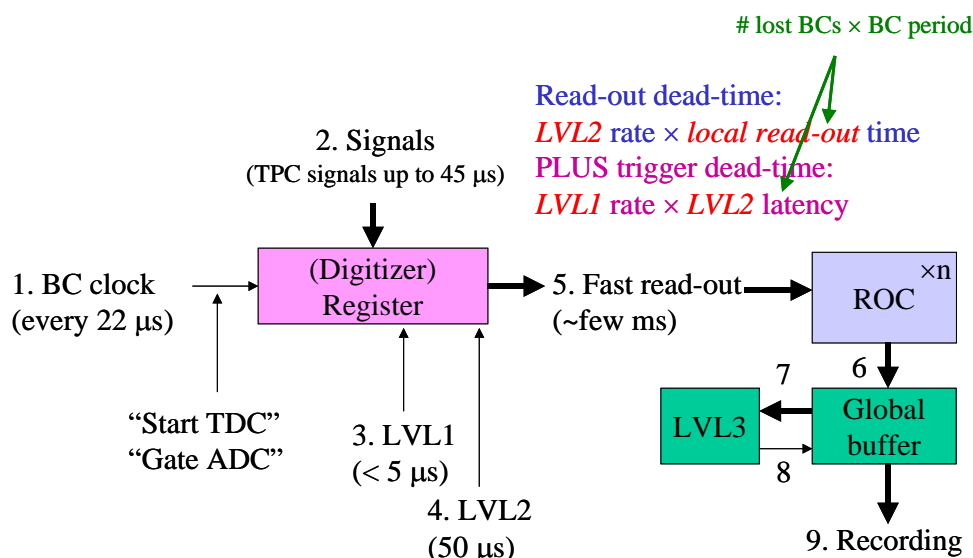 # lost BCs × BC period
Read-out dead-time:
LVL2 rate × local read-out time
PLUS trigger dead-time:
LVL1 rate × LVL2 latency
2. Signals
(TPC signals up to 45 μs)
1. BC clock
(every 22 μs)
(Digitizer)
Register
5. Fast read-out
(~few ms)
×n
ROC
6
7
"Start TDC"
"Gate ADC"
3. LVL1
(< 5 μs)
LVL3
Global
buffer
8
4. LVL2
(50 μs)
9. Recording